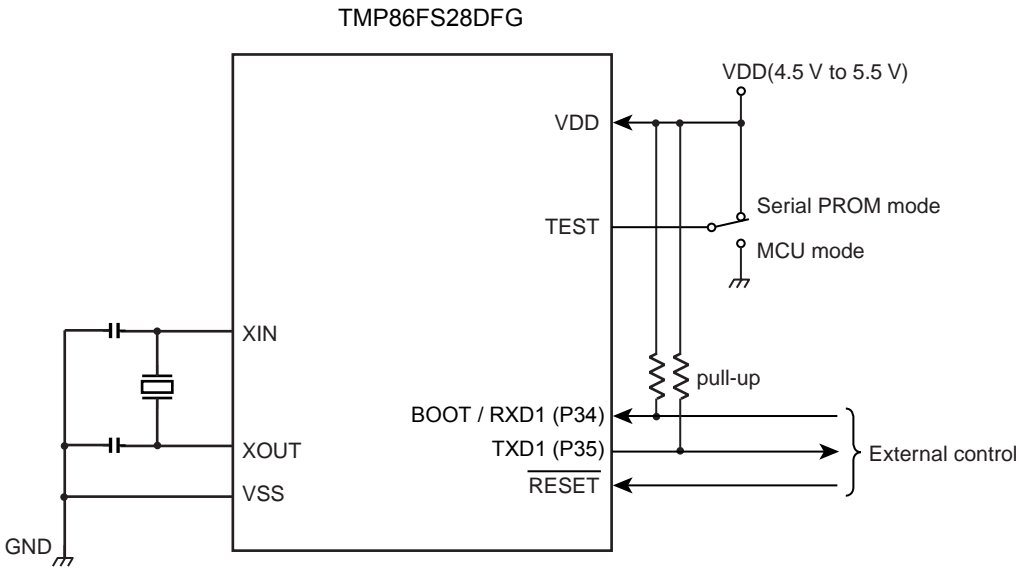 TMP86FS28DFG
VDD(4.5 V to 5.5 V)
VDD
Serial PROM mode
TEST
MCU mode
XIN
pull-up
BOOT / RXD1 (P34)
XOUT
TXD1 (P35)
External control
RESET
VSS
GND